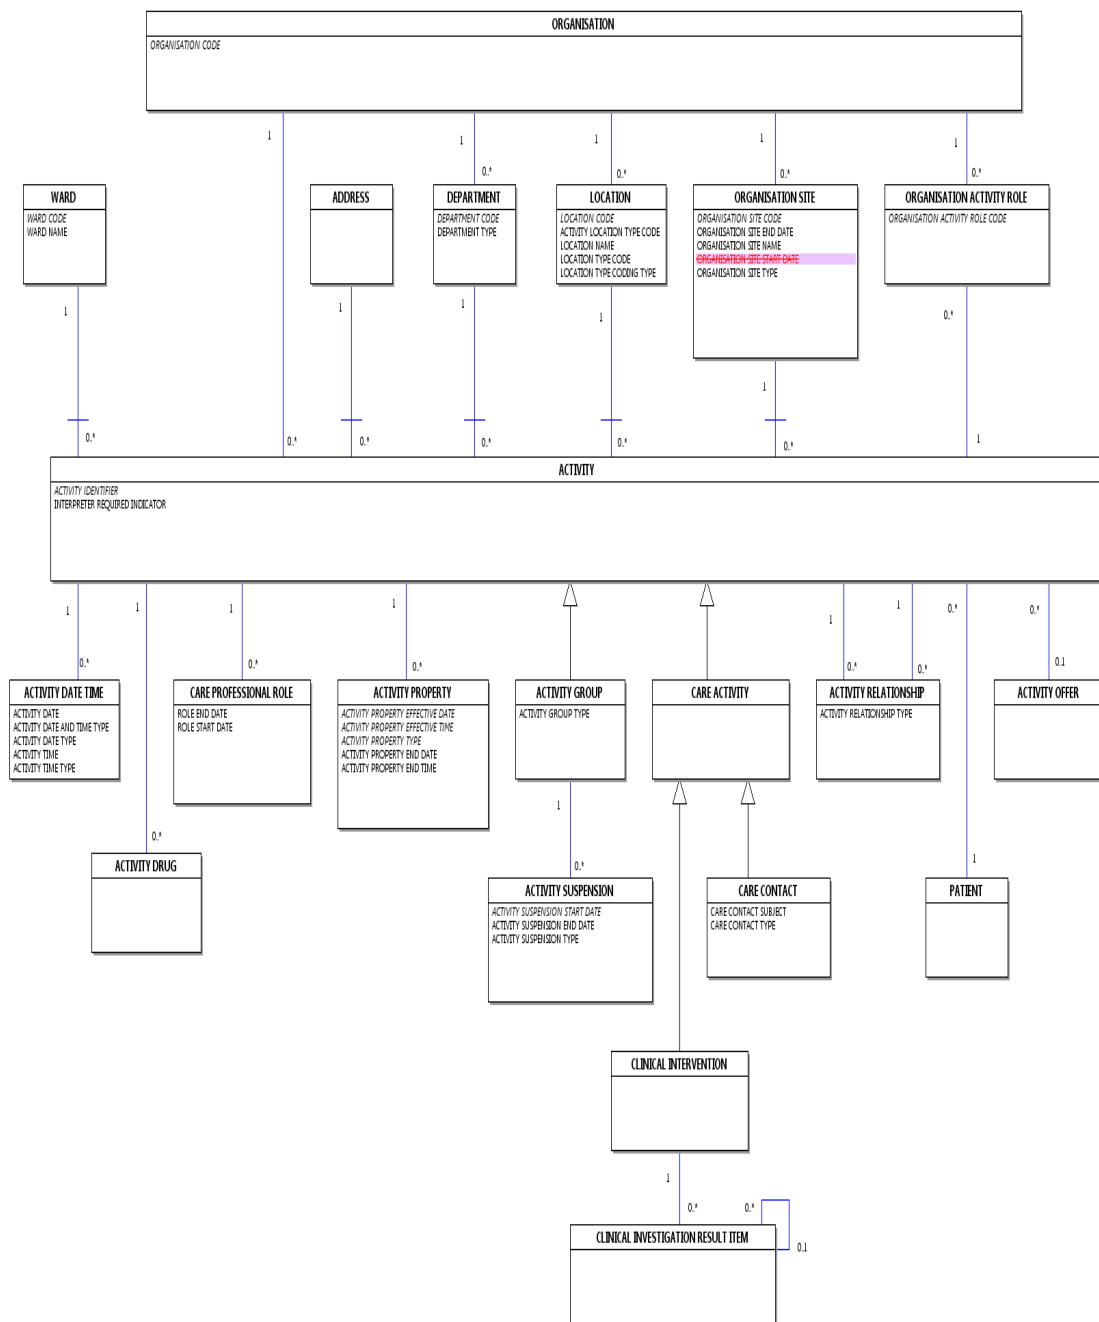 ORGANISATION
ORGANISATION CODE
1
1
1
1
1
0..*
0..*
0..*
0..*
WARD
WARD CODE
WARD NAME
ADDRESS
DEPARTMENT
DEPARTMENT CODE
DEPARTMENT TYPE
LOCATION
LOCATION CODE
ACTIVITY LOCATION TYPE CODE
LOCATION NAME
LOCATION TYPE CODE
LOCATION TYPE CODING TYPE
ORGANISATION SITE
ORGANISATION SITE CODE
ORGANISATION SITE END DATE
ORGANISATION SITE NAME
ORGANISATION SITE START DATE
ORGANISATION SITE TYPE
ORGANISATION ACTIVITY ROLE
ORGANISATION ACTIVITY ROLE CODE
1
1
1
1
0..*
1
0..*
0..*
0..*
0..*
0..*
0..*
1
ACTIVITY
ACTIVITY IDENTIFIER
INTERPRETER REQUIRED INDICATOR
1
1
1
1
1
1
0..*
0..*
0..*
0..*
0..*
0..*
0..*
0..1
ACTIVITY DATE TIME
ACTIVITY DATE
ACTIVITY DATE AND TIME TYPE
ACTIVITY DATE TYPE
ACTIVITY TIME
ACTIVITY TIME TYPE
CARE PROFESSIONAL ROLE
ROLE END DATE
ROLE START DATE
ACTIVITY PROPERTY
ACTIVITY PROPERTY EFFECTIVE DATE
ACTIVITY PROPERTY EFFECTIVE TIME
ACTIVITY PROPERTY TYPE
ACTIVITY PROPERTY END DATE
ACTIVITY PROPERTY END TIME
ACTIVITY GROUP
ACTIVITY GROUP TYPE
CARE ACTIVITY
ACTIVITY RELATIONSHIP
ACTIVITY RELATIONSHIP TYPE
ACTIVITY OFFER
0..*
1
0..*
1
ACTIVITY DRUG
ACTIVITY SUSPENSION
ACTIVITY SUSPENSION START DATE
ACTIVITY SUSPENSION END DATE
ACTIVITY SUSPENSION TYPE
CARE CONTACT
CARE CONTACT SUBJECT
CARE CONTACT TYPE
PATIENT
CLINICAL INTERVENTION
1
0..*
0..*
0..1
CLINICAL INVESTIGATION RESULT ITEM